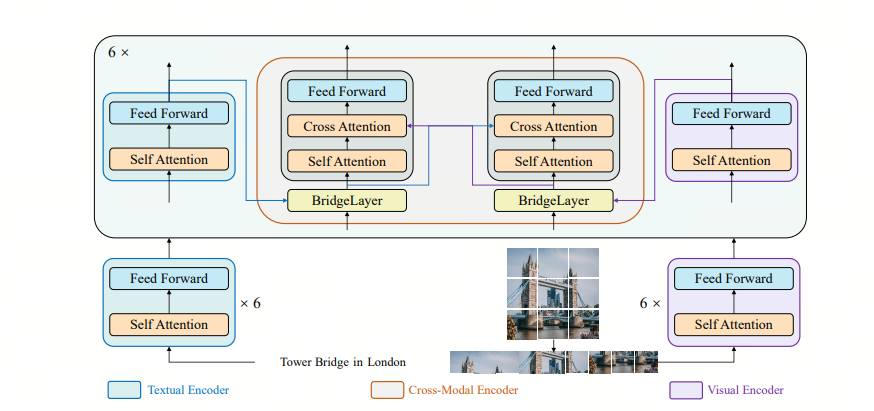 6 ×
Feed Forward
Self Attention
Feed Forward
Cross Attention
Self Attention
BridgeLayer
Feed Forward
Cross Attention
Self Attention
BridgeLayer
Feed Forward
Self Attention
Feed Forward
Self Attention
× 6
6 ×
Feed Forward
Self Attention
Tower Bridge in London
Textual Encoder
Cross-Modal Encoder
Visual Encoder